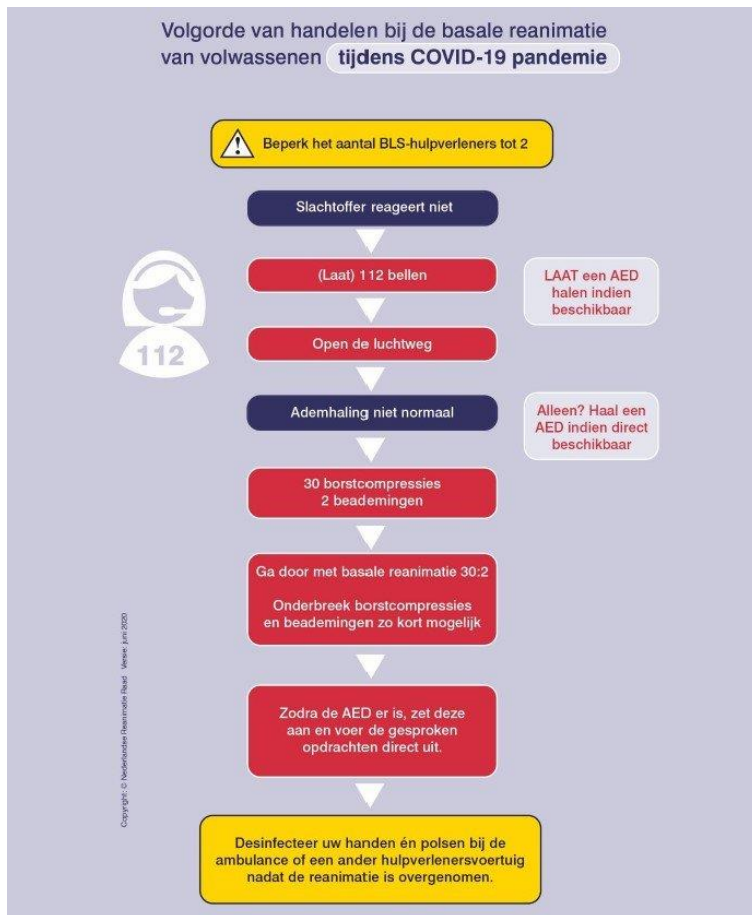 Volgorde van handelen bij de basale reanimatie
van volwassenen tijdens COVID-19 pandemie
Beperk het aantal BLS-hulpverleners tot 2
Slachtoffer reageert niet
(Laat) 112 bellen
LAAT een AED
halen indien
beschikbaar
112
Open de luchtweg
Ademhaling niet normaal
Alleen? Haal een
AED indien direct
beschikbaar
30 borstcompressies
2 beademingen
Ga door met basale reanimatie 30:2
Onderbreek borstcompressies
en beademingen zo kort mogelijk
Zodra de AED er is, zet deze
aan en voer de gesproken
opdrachten direct uit.
Desinfecteer uw handen én polsen bij de
ambulance of een ander hulpverlenersvoertuig
nadat de reanimatie is overgenomen.
Copyright: © Nederlandse Reanimatie Raad Versie: juni 2020